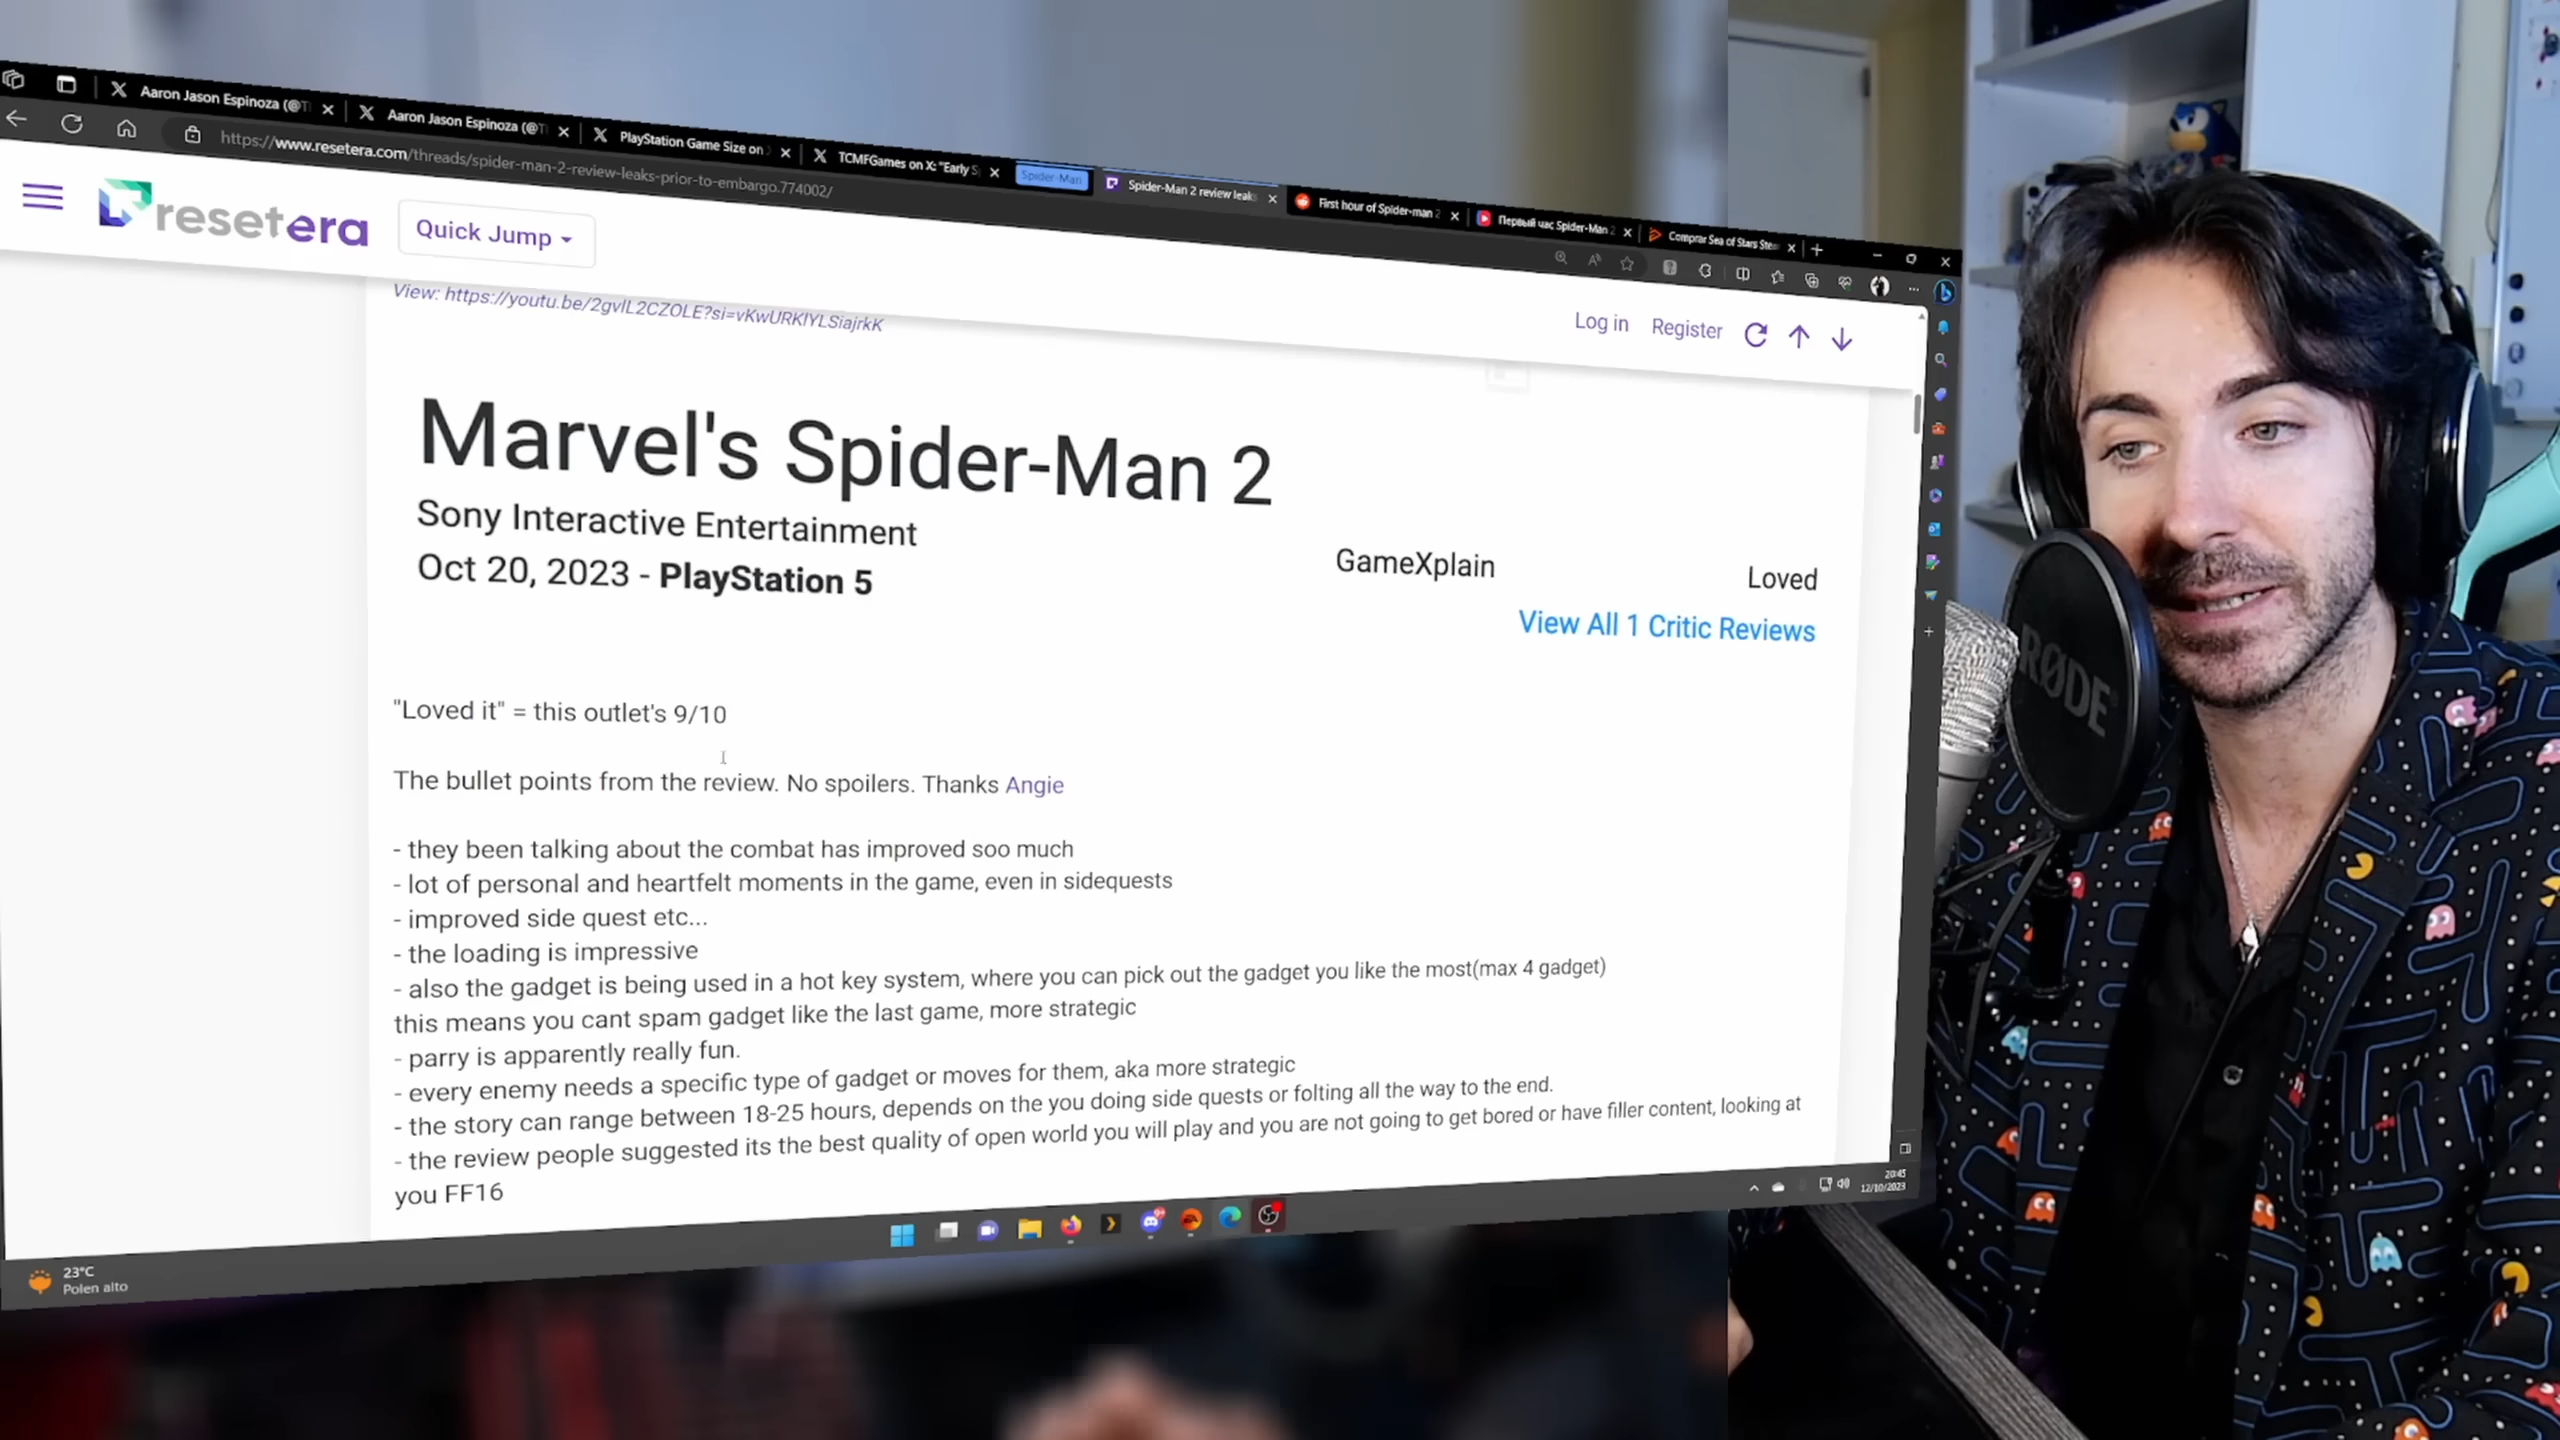 Aaron Jason Espinoza (@T
Aaron Jason Espinoza (@T
PlayStation Game Size on
TCMFGames on X: "Early S
Spider-Man
Spider-Man 2 review leak
First hour of Spider-man 2
Первый час Spider-Man 2
Comprar Sea of Stars Ste
https://www.resetera.com/threads/spider-man-2-review-leaks-prior-to-embargo.774002/
resetera
Quick Jump
Log in Register
View: https://youtu.be/2gvlL2CZOLE?si=vKwURKlYLSiajrkK
Marvel's Spider-Man 2
Sony Interactive Entertainment
Oct 20, 2023 - PlayStation 5
GameXplain Loved
View All 1 Critic Reviews
"Loved it" = this outlet's 9/10
The bullet points from the review. No spoilers. Thanks Angie
- they been talking about the combat has improved soo much
- lot of personal and heartfelt moments in the game, even in sidequests
- improved side quest etc...
- the loading is impressive
- also the gadget is being used in a hot key system, where you can pick out the gadget you like the most(max 4 gadget)
this means you cant spam gadget like the last game, more strategic
- parry is apparently really fun.
- every enemy needs a specific type of gadget or moves for them, aka more strategic
- the story can range between 18-25 hours, depends on the you doing side quests or folting all the way to the end.
- the review people suggested its the best quality of open world you will play and you are not going to get bored or have filler content, looking at
you FF16
20:45
12/10/2023
23°C
Polen alto
RØDE